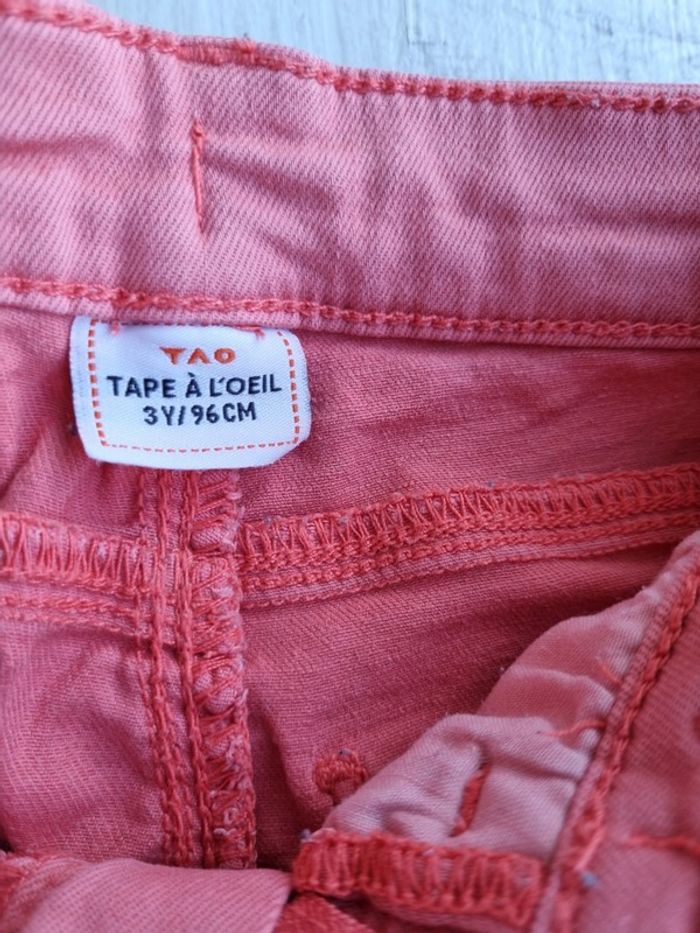 TAO
TAPE À L'OEIL
3Y/96CM